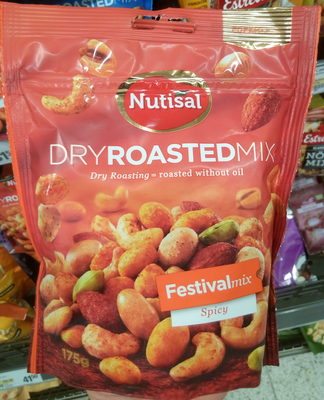 Nutisal
DRYROASTEDMIX
Dry Roasting = roasted without oil
Festivalmix
Spicy
175g